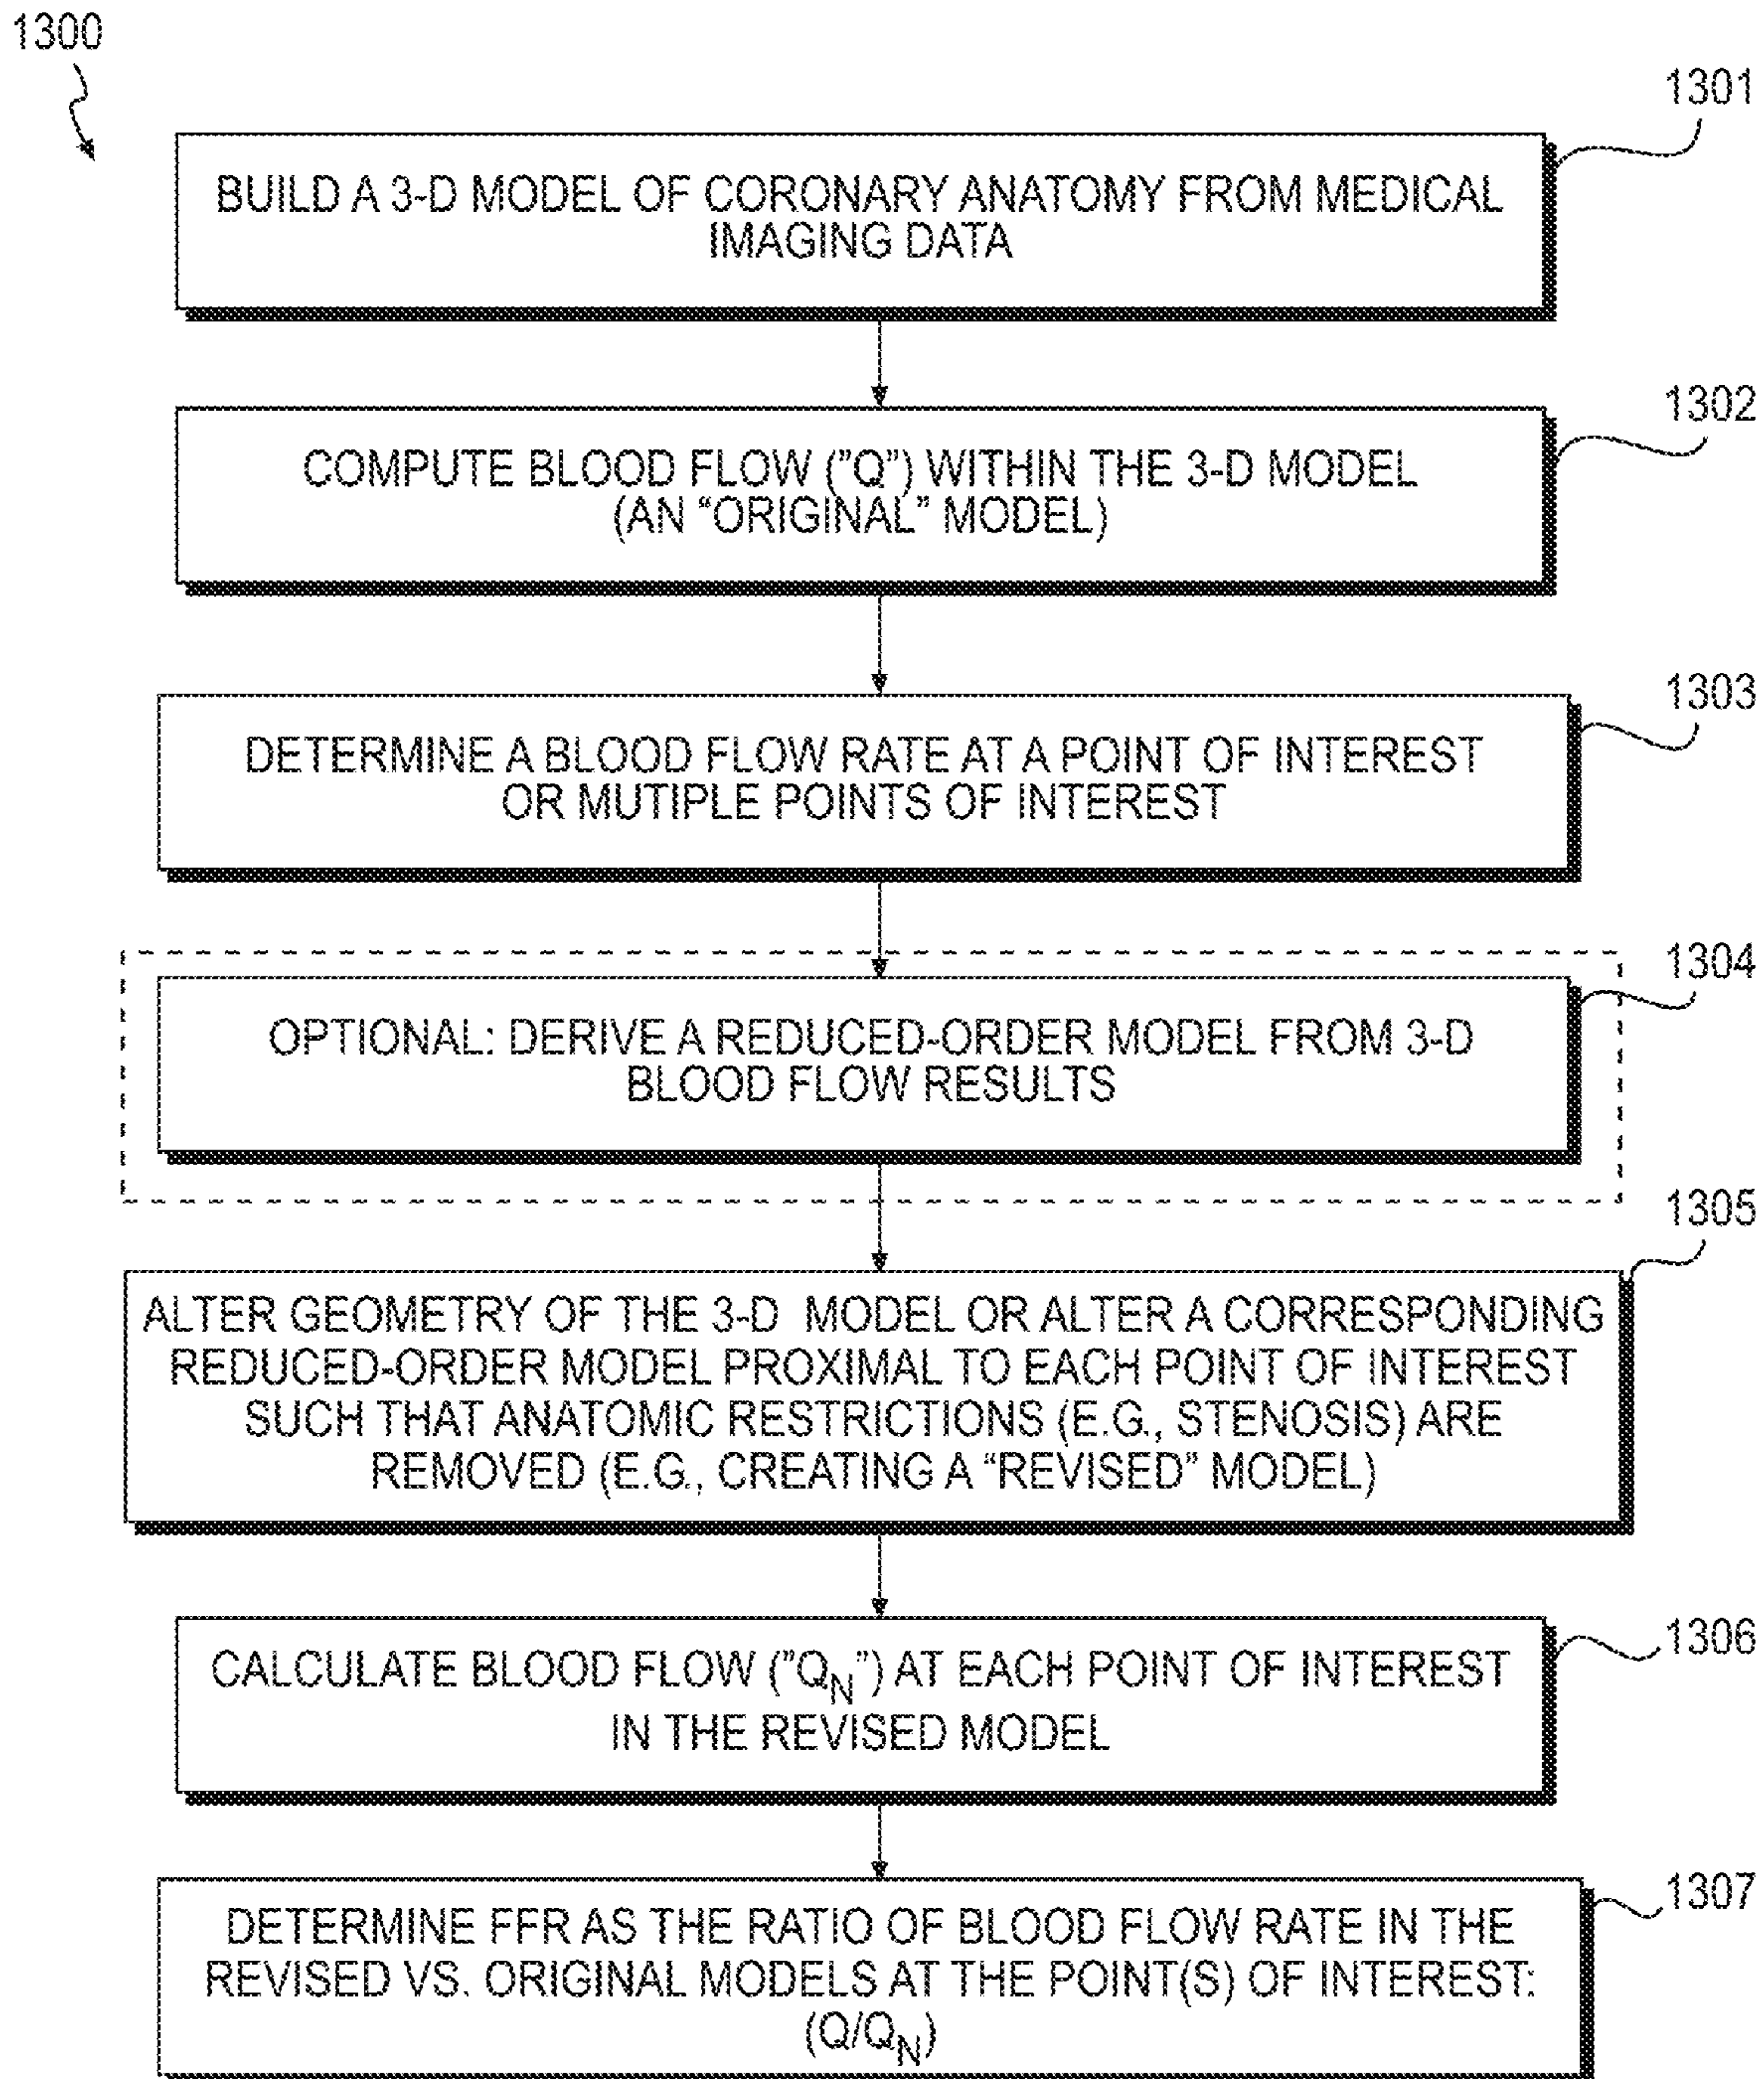 1300
1301
BUILD A 3-D MODEL OF CORONARY ANATOMY FROM MEDICAL
IMAGING DATA
1302
COMPUTE BLOOD FLOW ("Q") WITHIN THE 3-D MODEL
(AN "ORIGINAL" MODEL)
1303
DETERMINE A BLOOD FLOW RATE AT A POINT OF INTEREST
OR MUTIPLE POINTS OF INTEREST
1304
OPTIONAL: DERIVE A REDUCED-ORDER MODEL FROM 3-D
BLOOD FLOW RESULTS
1305
ALTER GEOMETRY OF THE 3-D MODEL OR ALTER A CORRESPONDING
REDUCED-ORDER MODEL PROXIMAL TO EACH POINT OF INTEREST
SUCH THAT ANATOMIC RESTRICTIONS (E.G., STENOSIS) ARE
REMOVED (E.G., CREATING A "REVISED" MODEL)
1306
CALCULATE BLOOD FLOW ("Q_N") AT EACH POINT OF INTEREST
IN THE REVISED MODEL
1307
DETERMINE FFR AS THE RATIO OF BLOOD FLOW RATE IN THE
REVISED VS. ORIGINAL MODELS AT THE POINT(S) OF INTEREST:
(Q/Q_N)